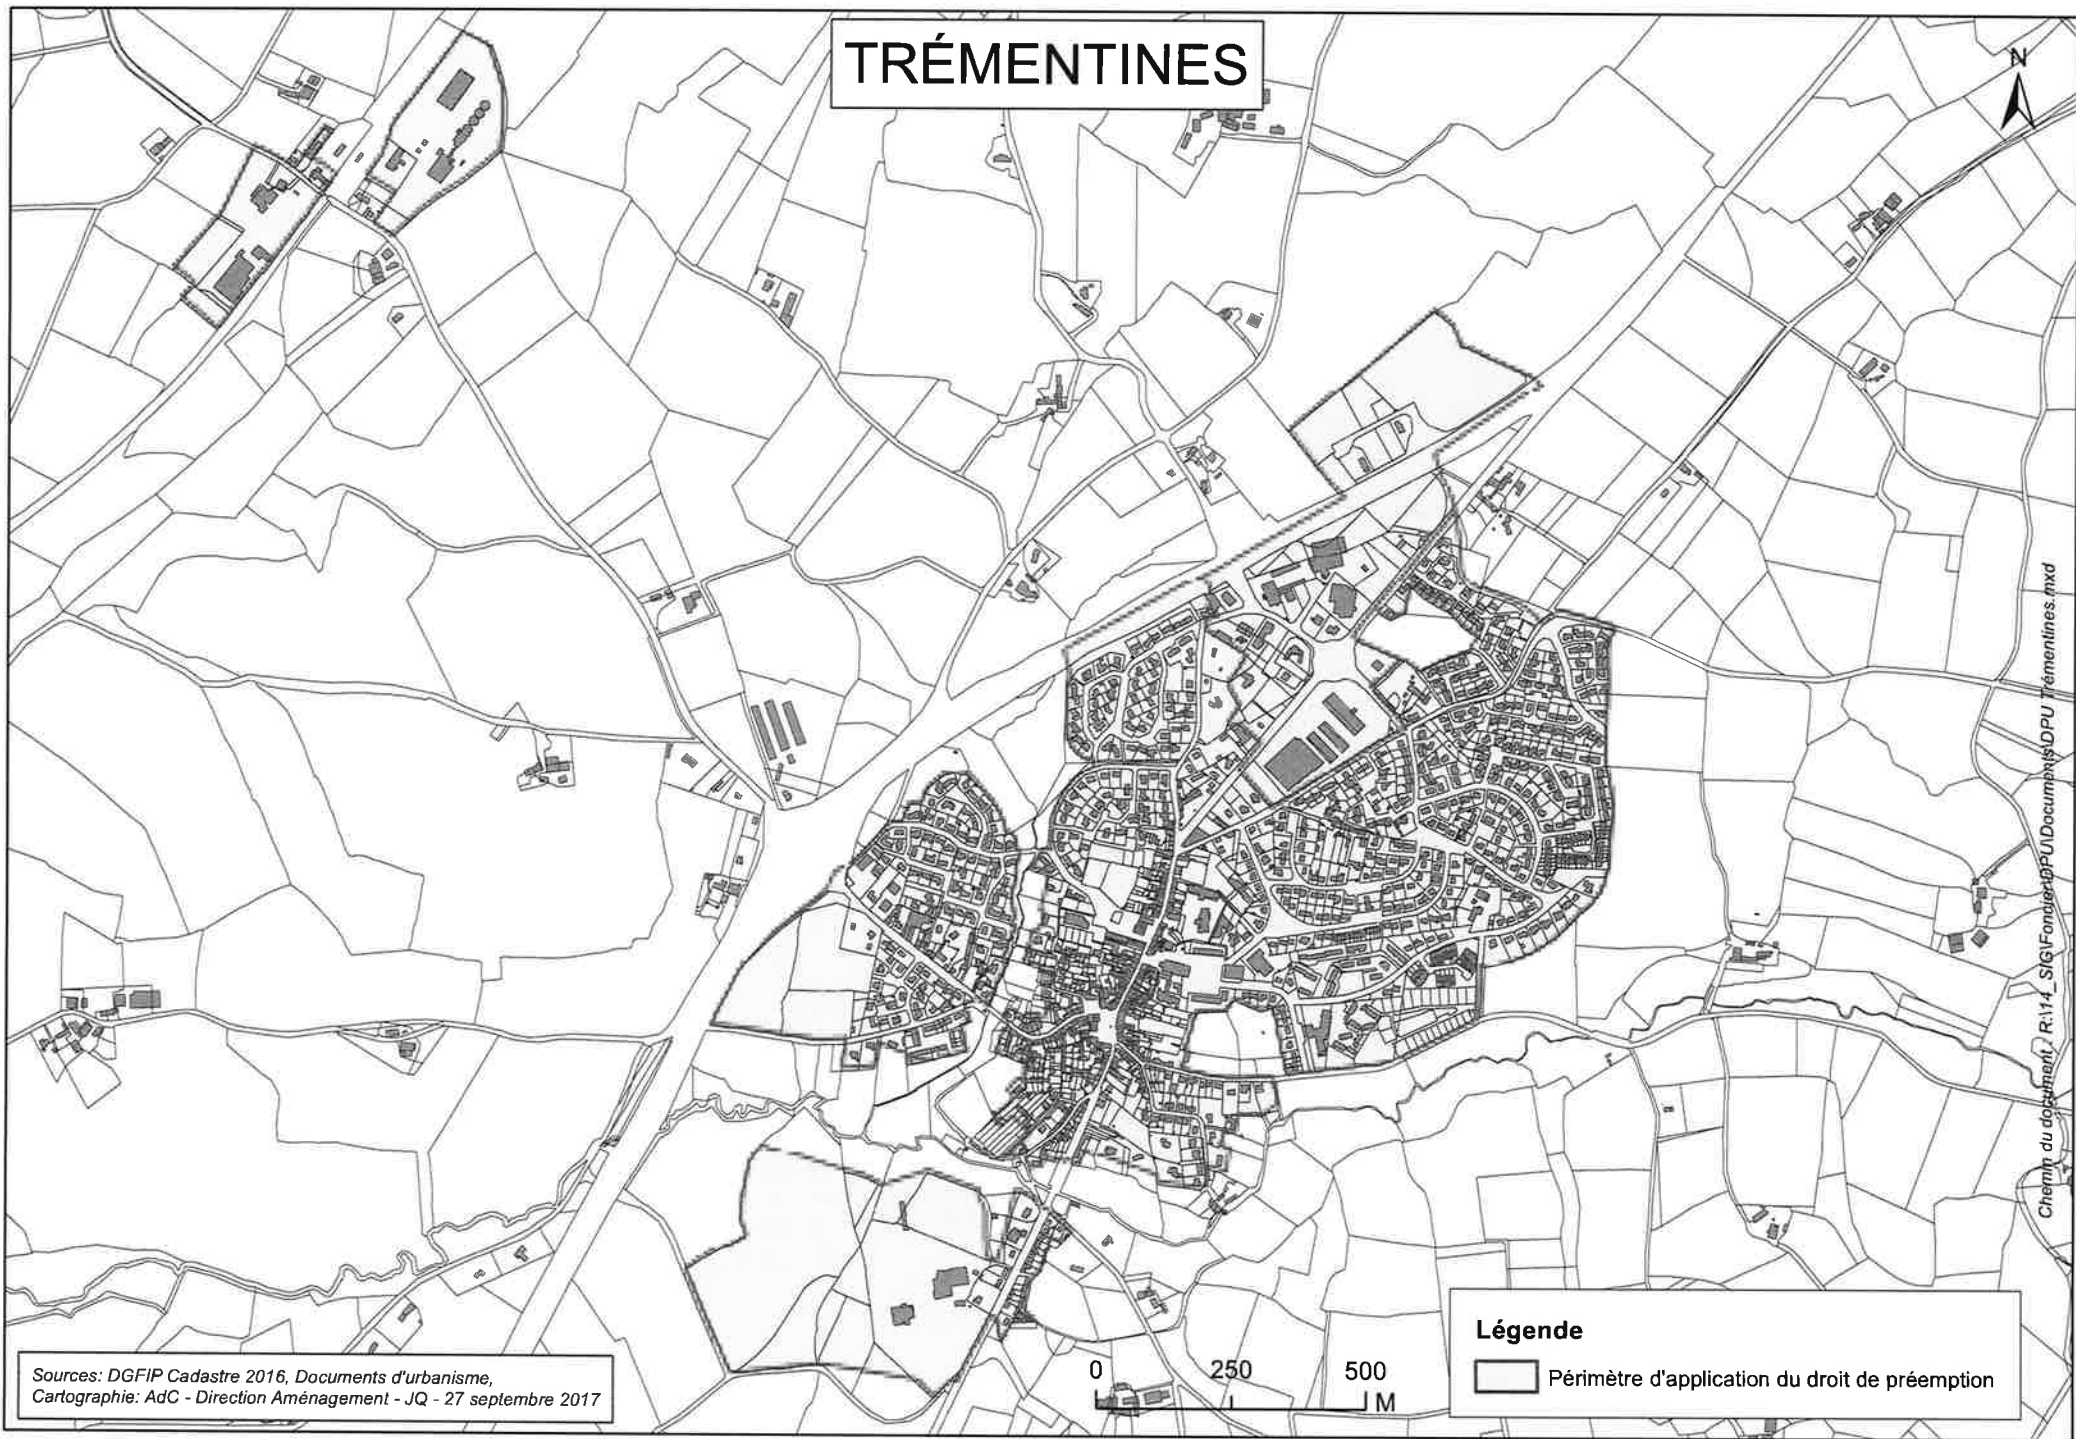 TRÉMENTINES
N
Chemin du document : R:\14_SIG\Foncier\DPU\Documents\DPU Trémentines.mxd
Légende
Périmètre d'application du droit de préemption
0 250 500
M
Sources: DGFIP Cadastre 2016, Documents d'urbanisme,
Cartographie: AdC - Direction Aménagement - JQ - 27 septembre 2017